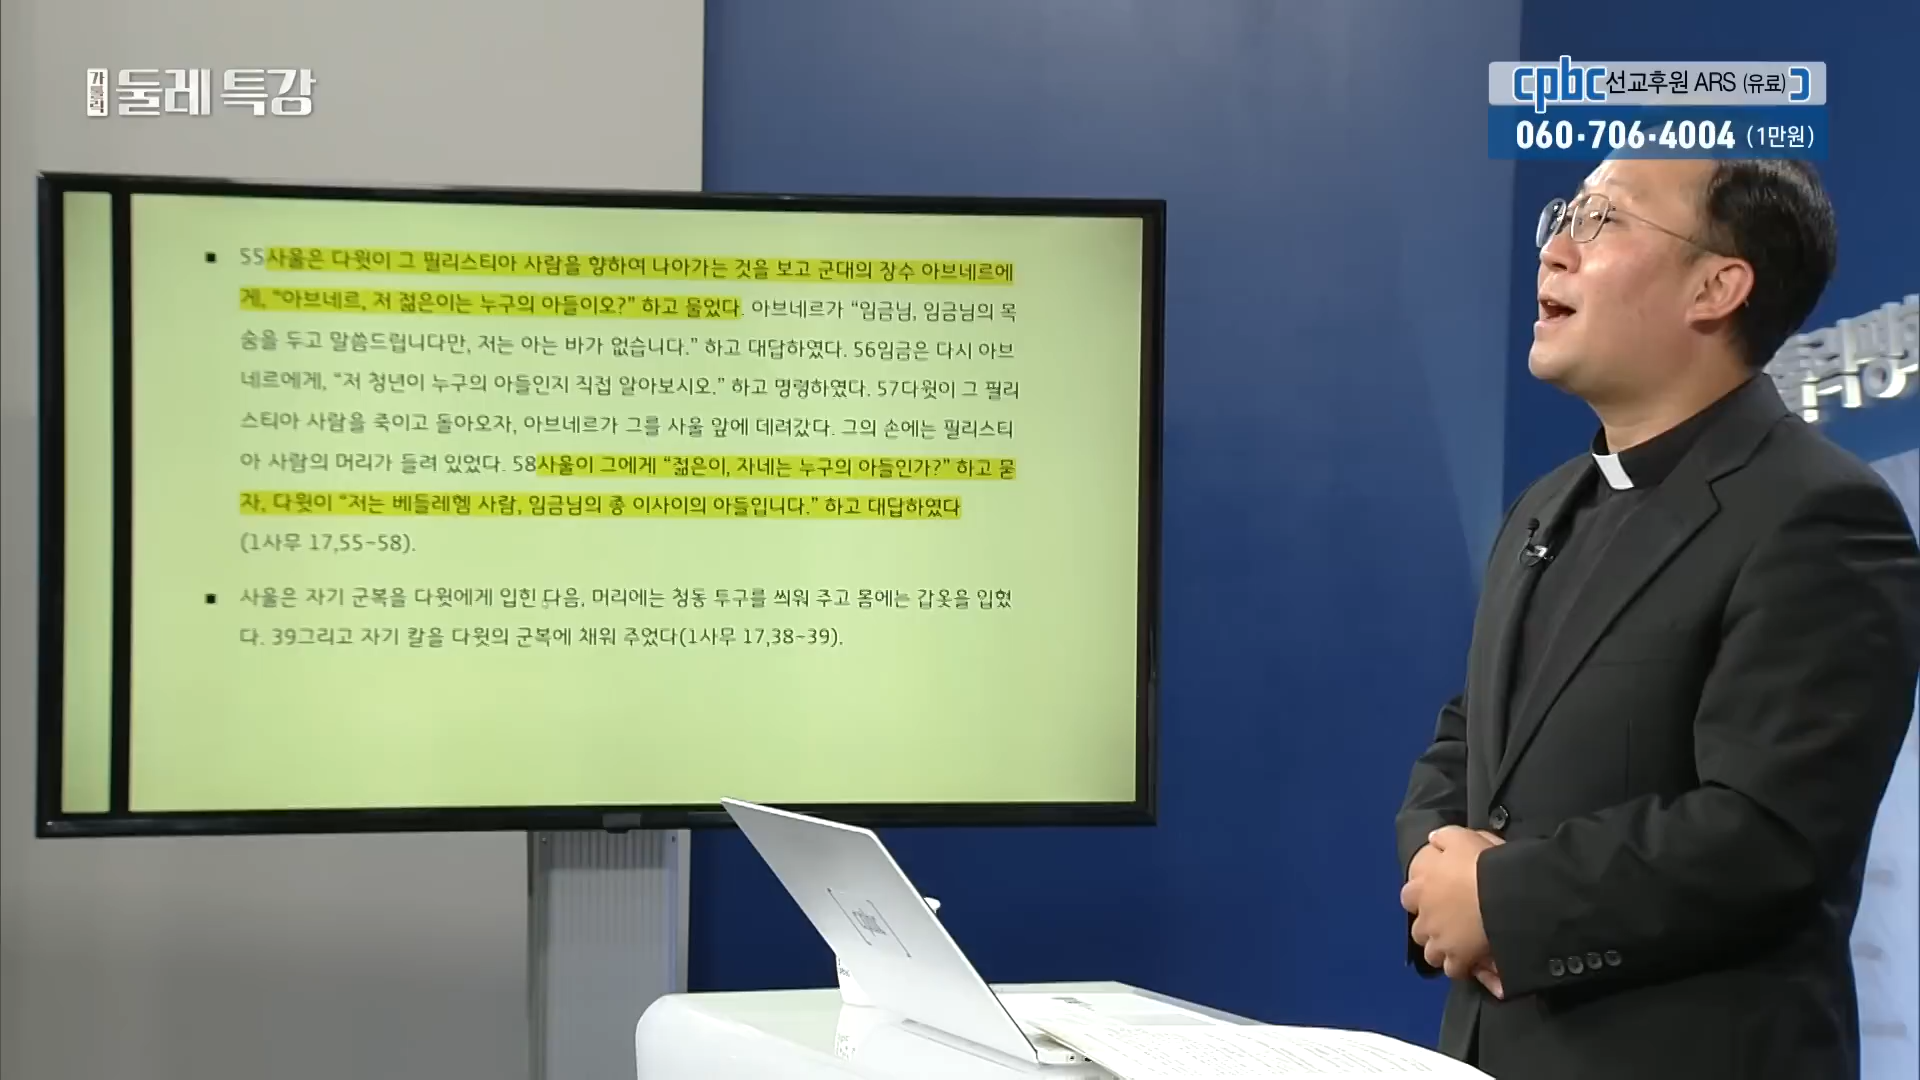 가톨릭
둘레 특강
cpbc 선교후원 ARS (유료)
060·706·4004 (1만원)
■ 55사울은 다윗이 그 필리스티아 사람을 향하여 나아가는 것을 보고 군대의 장수 아브네르에
게, “아브네르, 저 젊은이는 누구의 아들이오?” 하고 물었다. 아브네르가 “임금님, 임금님의 목
숨을 두고 말씀드립니다만, 저는 아는 바가 없습니다.” 하고 대답하였다. 56임금은 다시 아브
네르에게, “저 청년이 누구의 아들인지 직접 알아보시오.” 하고 명령하였다. 57다윗이 그 필리
스티아 사람을 죽이고 돌아오자, 아브네르가 그를 사울 앞에 데려갔다. 그의 손에는 필리스티
아 사람의 머리가 들려 있었다. 58사울이 그에게 “젊은이, 자네는 누구의 아들인가?” 하고 묻
자, 다윗이 “저는 베들레헴 사람, 임금님의 종 이사이의 아들입니다.” 하고 대답하였다
(1사무 17,55~58).
■ 사울은 자기 군복을 다윗에게 입힌 다음, 머리에는 청동 투구를 씌워 주고 몸에는 갑옷을 입혔
다. 39그리고 자기 칼을 다윗의 군복에 채워 주었다(1사무 17,38~39).